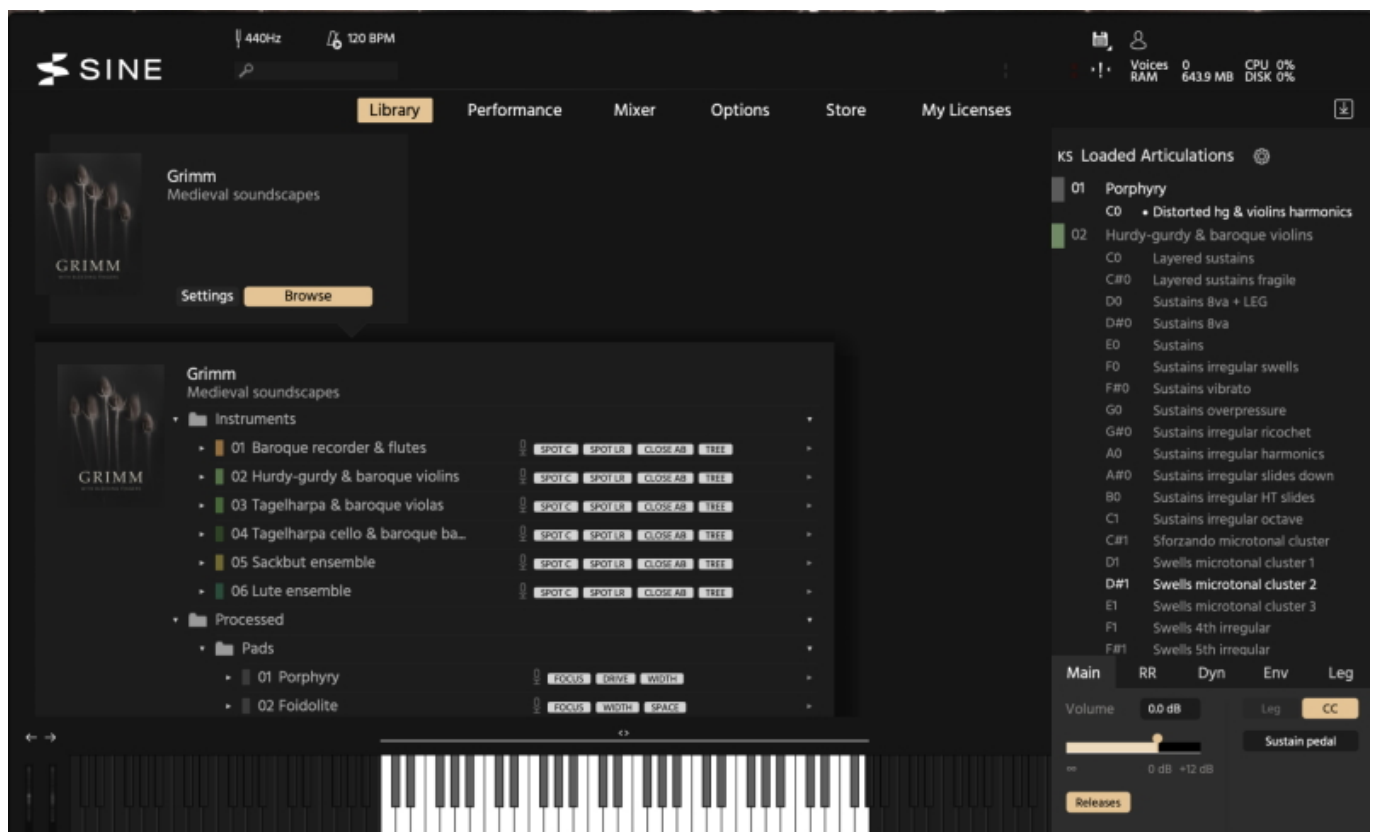 440Hz 120 BPM
SINE
Voices 0 CPU 0%
RAM 643.9 MB DISK 0%
Library Performance Mixer Options Store My Licenses
Grimm
Medieval soundscapes
GRIMM
Settings Browse
Grimm
Medieval soundscapes
GRIMM
Instruments
01 Baroque recorder & flutes SPOT C SPOT LR CLOSE AB TREE
02 Hurdy-gurdy & baroque violins SPOT C SPOT LR CLOSE AB TREE
03 Tagelharpa & baroque violas SPOT C SPOT LR CLOSE AB TREE
04 Tagelharpa cello & baroque ba... SPOT C SPOT LR CLOSE AB TREE
05 Sackbut ensemble SPOT C SPOT LR CLOSE AB TREE
06 Lute ensemble SPOT C SPOT LR CLOSE AB TREE
Processed
Pads
01 Porphyry FOCUS DRIVE WIDTH
02 Foidolite FOCUS WIDTH SPACE
KS Loaded Articulations
01 Porphyry
C0 • Distorted hg & violins harmonics
02 Hurdy-gurdy & baroque violins
C0 Layered sustains
C#0 Layered sustains fragile
D0 Sustains 8va + LEG
D#0 Sustains 8va
E0 Sustains
F0 Sustains irregular swells
F#0 Sustains vibrato
G0 Sustains overpressure
G#0 Sustains irregular ricochet
A0 Sustains irregular harmonics
A#0 Sustains irregular slides down
B0 Sustains irregular HT slides
C1 Sustains irregular octave
C#1 Sforzando microtonal cluster
D1 Swells microtonal cluster 1
D#1 Swells microtonal cluster 2
E1 Swells microtonal cluster 3
F1 Swells 4th irregular
F#1 Swells 5th irregular
Main RR Dyn Env Leg
Volume 0.0 dB Leg CC
Sustain pedal
∞ 0 dB +12 dB
Releases